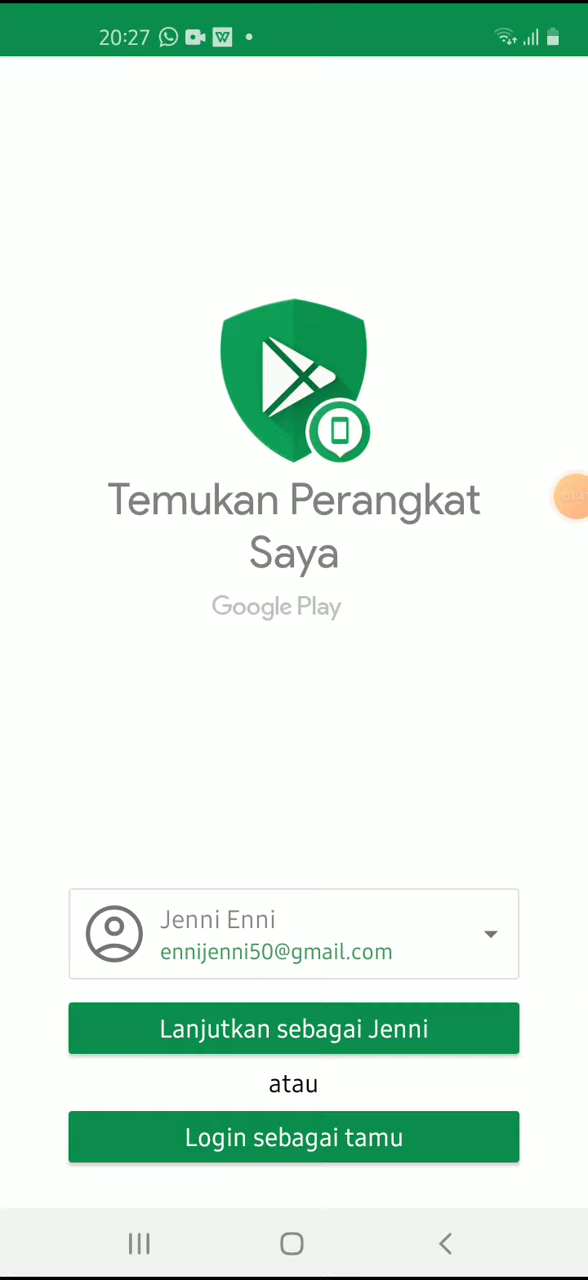 20:27
Temukan Perangkat
Saya
Google Play
Jenni Enni
ennijenni50@gmail.com
Lanjutkan sebagai Jenni
atau
Login sebagai tamu